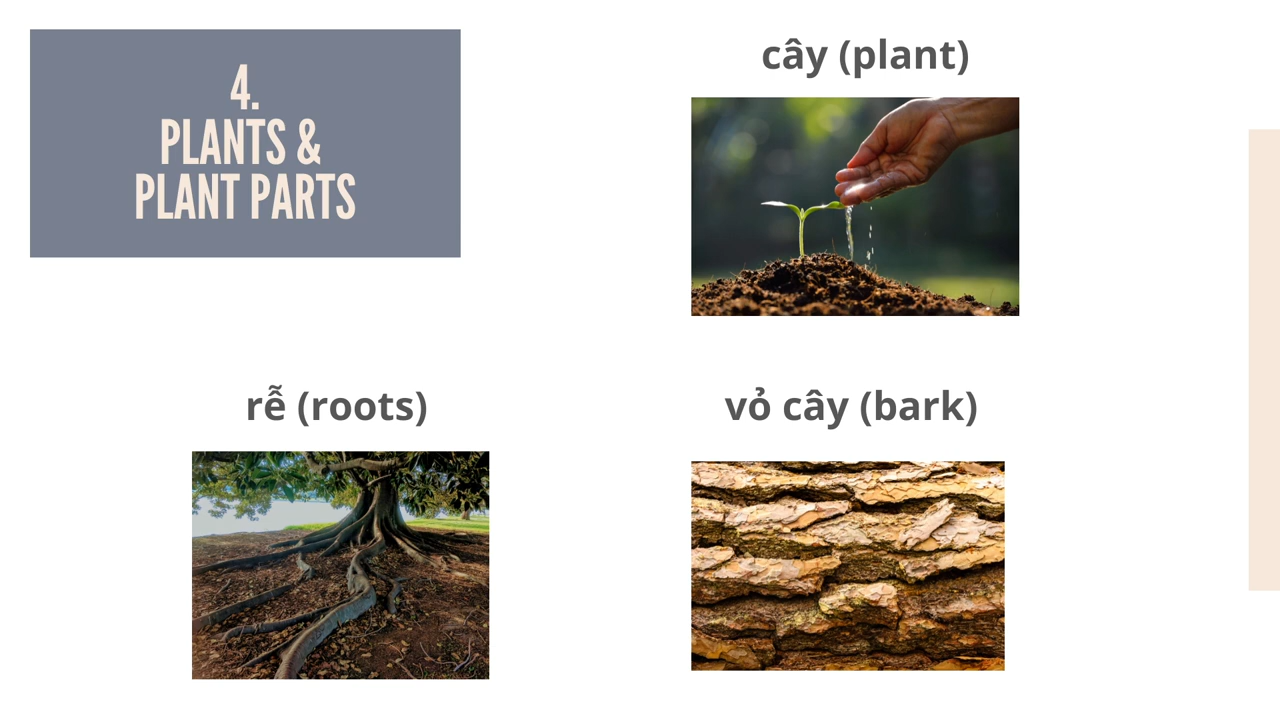 4.
PLANTS &
PLANT PARTS
cây (plant)
rễ (roots)
vỏ cây (bark)